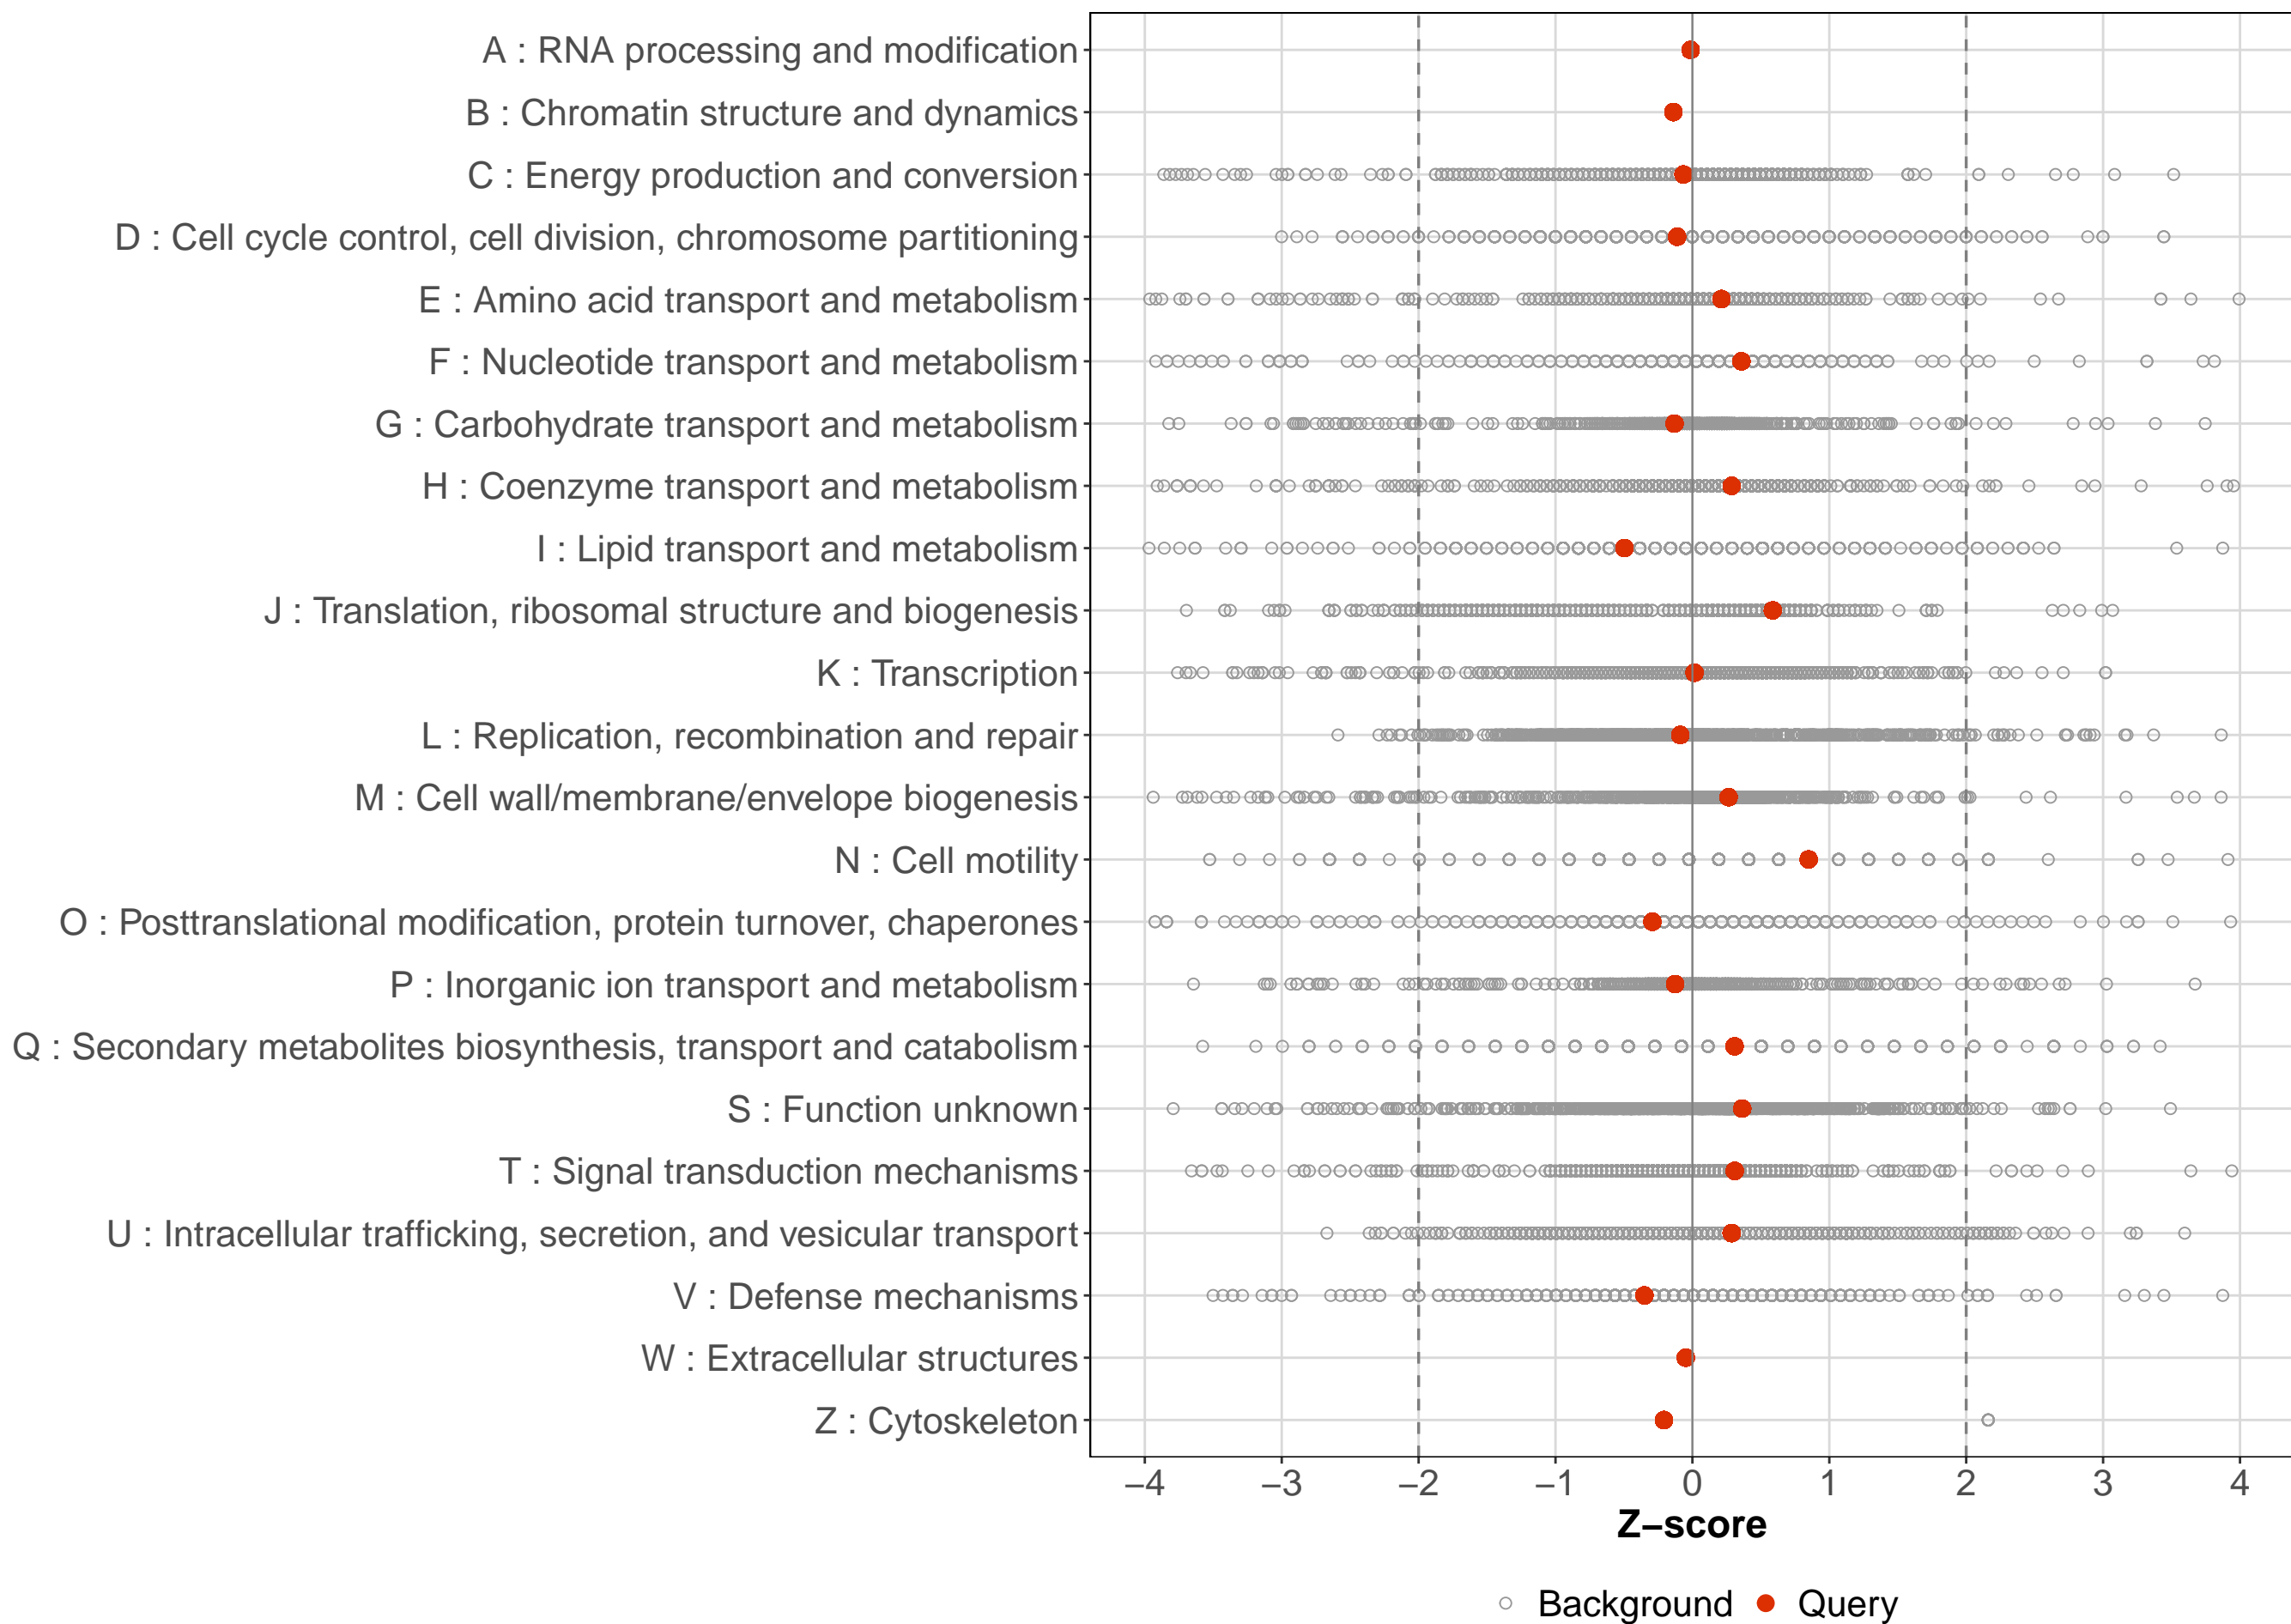 A : RNA processing and modification
B : Chromatin structure and dynamics
C : Energy production and conversion
D : Cell cycle control, cell division, chromosome partitioning
E : Amino acid transport and metabolism
F : Nucleotide transport and metabolism
G : Carbohydrate transport and metabolism
H : Coenzyme transport and metabolism
I : Lipid transport and metabolism
J : Translation, ribosomal structure and biogenesis
K : Transcription
L : Replication, recombination and repair
M : Cell wall/membrane/envelope biogenesis
N : Cell motility
O : Posttranslational modification, protein turnover, chaperones
P : Inorganic ion transport and metabolism
Q : Secondary metabolites biosynthesis, transport and catabolism
S : Function unknown
T : Signal transduction mechanisms
U : Intracellular trafficking, secretion, and vesicular transport
V : Defense mechanisms
W : Extracellular structures
Z : Cytoskeleton
−4 −3 −2 −1 0 1 2 3 4
Z−score
Background Query